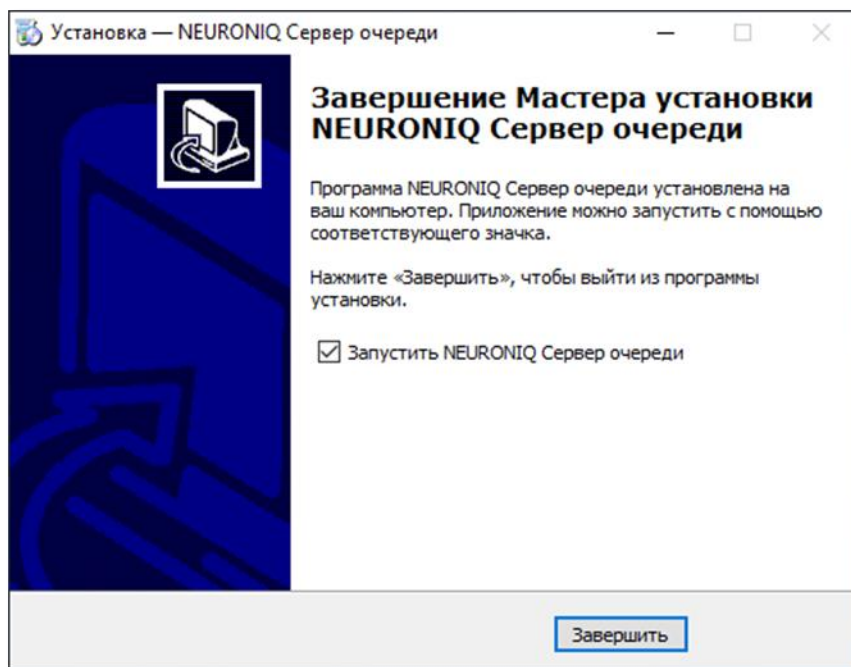 Установка — NEURONIQ Сервер очереди
Завершение Мастера установки
NEURONIQ Сервер очереди
Программа NEURONIQ Сервер очереди установлена на
ваш компьютер. Приложение можно запустить с помощью
соответствующего значка.
Нажмите «Завершить», чтобы выйти из программы
установки.
Запустить NEURONIQ Сервер очереди
Завершить